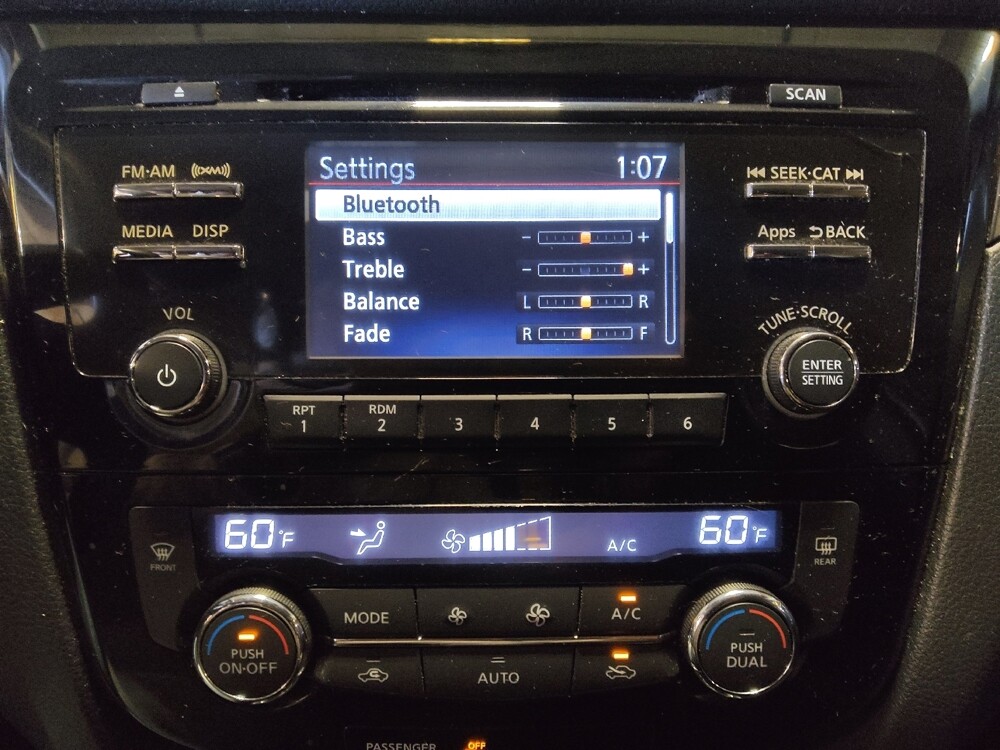 SCAN
FM·AM ((XM))
SEEK·CAT
MEDIA DISP
Apps BACK
VOL
TUNE·SCROLL
ENTER
SETTING
Settings 1:07
Bluetooth
Bass - +
Treble - +
Balance L R
Fade R F
RPT
1
RDM
2
3
4
5
6
60°F A/C 60°F
FRONT
REAR
MODE
A/C
PUSH
ON·OFF
AUTO
PUSH
DUAL
PASSENGER OFF